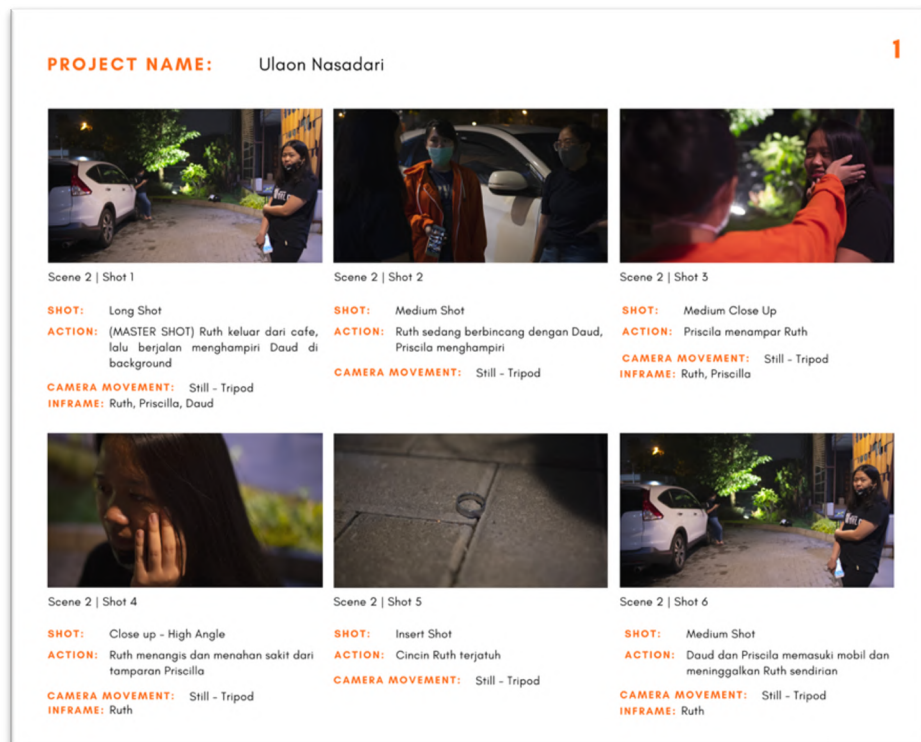 PROJECT NAME: Ulaon Nasadari
1
Scene 2 | Shot 1
SHOT: Long Shot
ACTION: (MASTER SHOT) Ruth keluar dari cafe,
lalu berjalan menghampiri Daud di
background
CAMERA MOVEMENT: Still - Tripod
INFRAME: Ruth, Priscilla, Daud
Scene 2 | Shot 2
SHOT: Medium Shot
ACTION: Ruth sedang berbincang dengan Daud,
Priscila menghampiri
CAMERA MOVEMENT: Still - Tripod
Scene 2 | Shot 3
SHOT: Medium Close Up
ACTION: Priscila menampar Ruth
CAMERA MOVEMENT: Still - Tripod
INFRAME: Ruth, Priscilla
Scene 2 | Shot 4
SHOT: Close up - High Angle
ACTION: Ruth menangis dan menahan sakit dari
tamparan Priscilla
CAMERA MOVEMENT: Still - Tripod
INFRAME: Ruth
Scene 2 | Shot 5
SHOT: Insert Shot
ACTION: Cincin Ruth terjatuh
CAMERA MOVEMENT: Still - Tripod
Scene 2 | Shot 6
SHOT: Medium Shot
ACTION: Daud dan Priscila memasuki mobil dan
meninggalkan Ruth sendirian
CAMERA MOVEMENT: Still - Tripod
INFRAME: Ruth